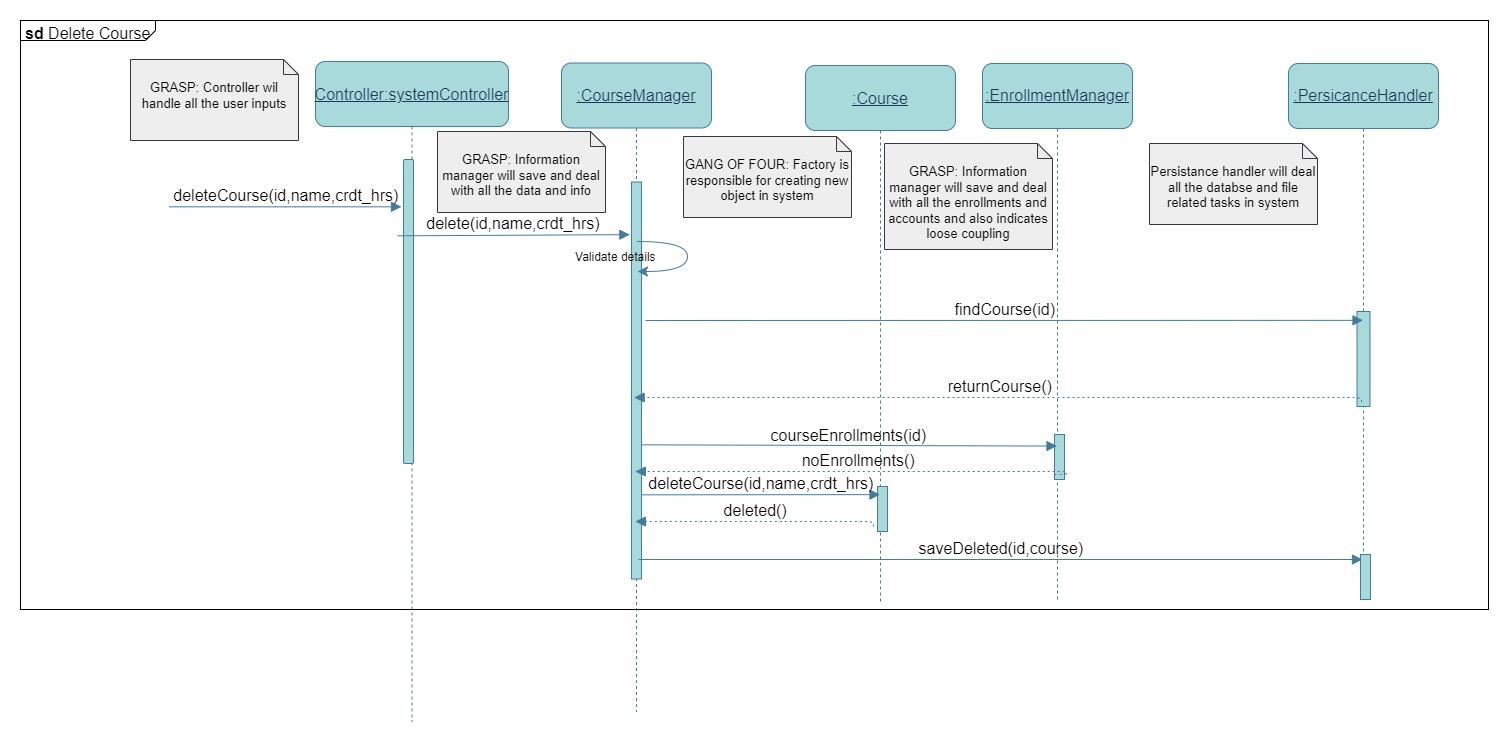 sd Delete Course
GRASP: Controller wil
handle all the user inputs
Controller:systemController
:CourseManager
:Course
:EnrollmentManager
:PersicanceHandler
GRASP: Information
manager will save and deal
with all the data and info
GANG OF FOUR: Factory is
responsible for creating new
object in system
GRASP: Information
manager will save and deal
with all the enrollments and
accounts and also indicates
loose coupling
Persistance handler will deal
all the databse and file
related tasks in system
deleteCourse(id,name,crdt_hrs)
delete(id,name,crdt_hrs)
Validate details
findCourse(id)
returnCourse()
courseEnrollments(id)
noEnrollments()
deleteCourse(id,name,crdt_hrs)
deleted()
saveDeleted(id,course)